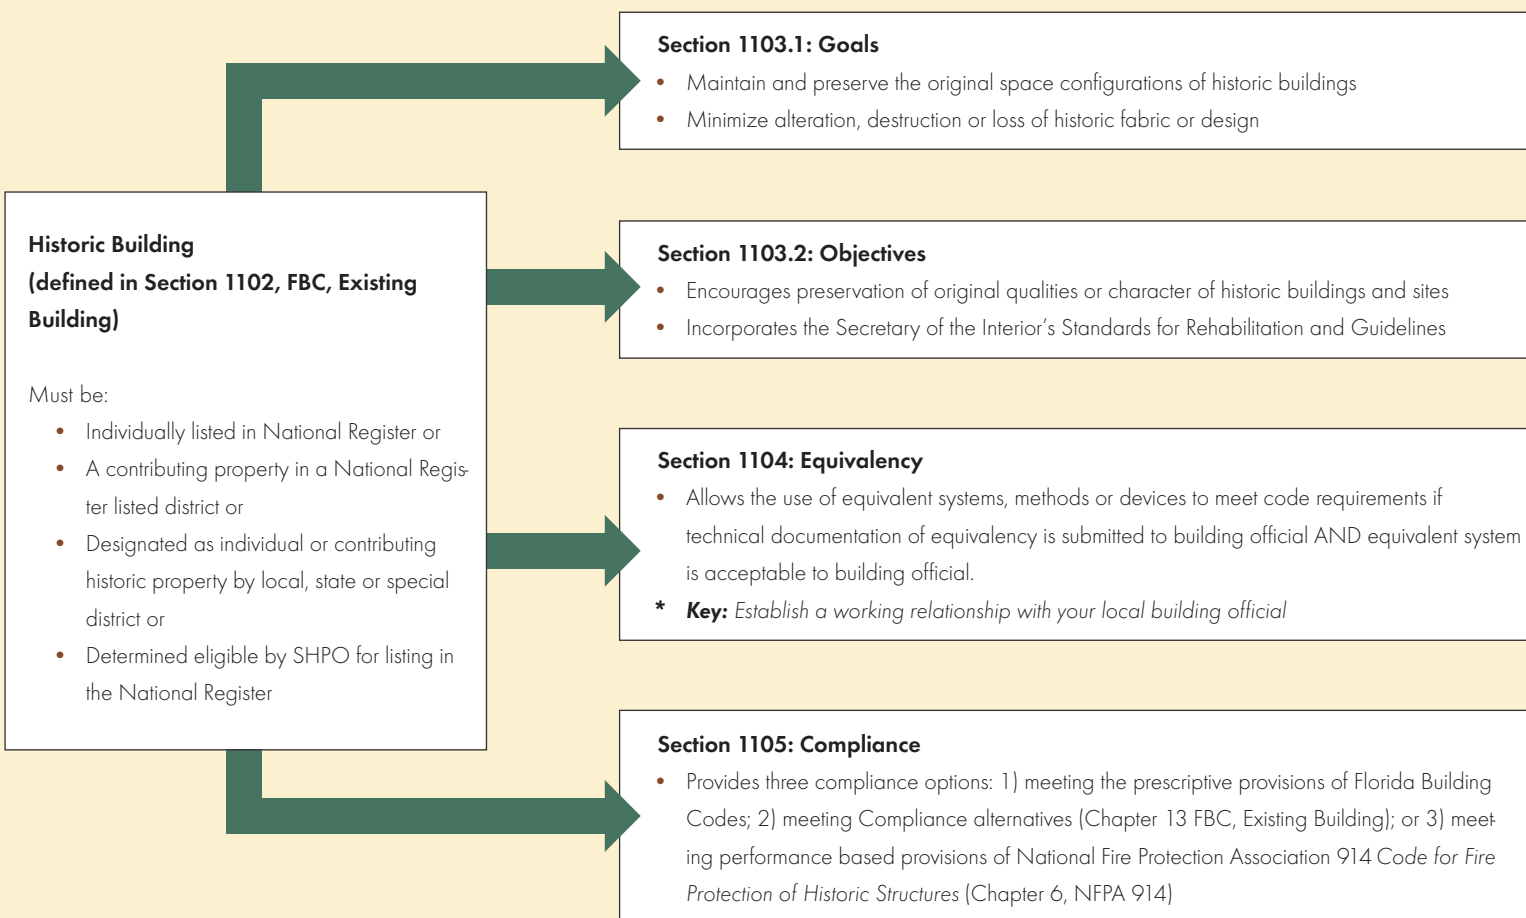 Section 1103.1: Goals
• Maintain and preserve the original space configurations of historic buildings
• Minimize alteration, destruction or loss of historic fabric or design
Historic Building
(defined in Section 1102, FBC, Existing
Building)
Must be:
• Individually listed in National Register or
• A contributing property in a National Regis-
ter listed district or
• Designated as individual or contributing
historic property by local, state or special
district or
• Determined eligible by SHPO for listing in
the National Register
Section 1103.2: Objectives
• Encourages preservation of original qualities or character of historic buildings and sites
• Incorporates the Secretary of the Interior's Standards for Rehabilitation and Guidelines
Section 1104: Equivalency
• Allows the use of equivalent systems, methods or devices to meet code requirements if
technical documentation of equivalency is submitted to building official AND equivalent system
is acceptable to building official.
* Key: Establish a working relationship with your local building official
Section 1105: Compliance
• Provides three compliance options: 1) meeting the prescriptive provisions of Florida Building
Codes; 2) meeting Compliance alternatives (Chapter 13 FBC, Existing Building); or 3) meet-
ing performance based provisions of National Fire Protection Association 914 Code for Fire
Protection of Historic Structures (Chapter 6, NFPA 914)